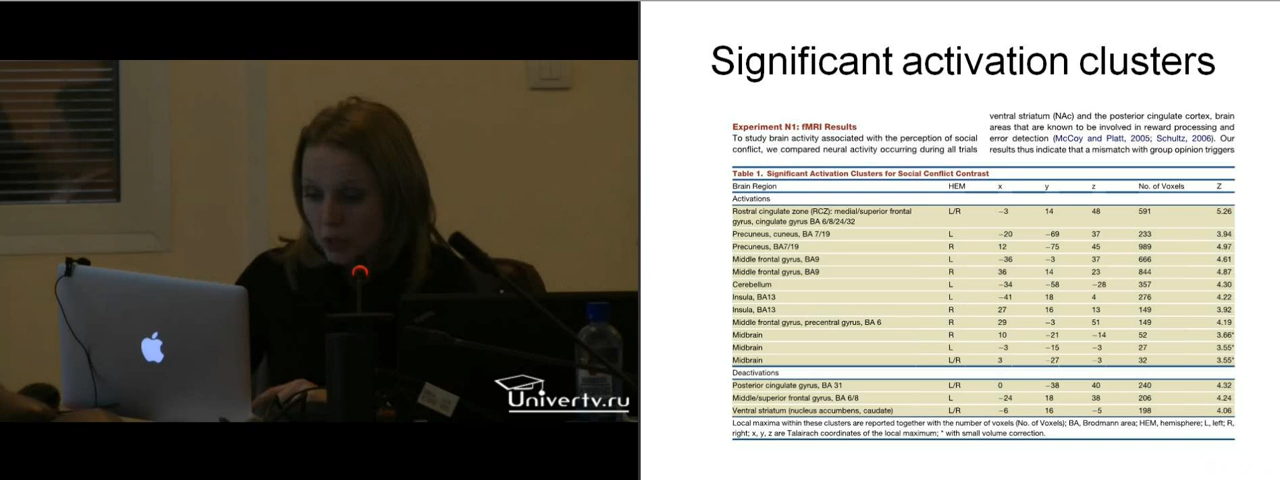 Univertv.ru
Significant activation clusters
Experiment N1: fMRI Results
To study brain activity associated with the perception of social
conflict, we compared neural activity occurring during all trials
ventral striatum (NAc) and the posterior cingulate cortex, brain
areas that are known to be involved in reward processing and
error detection (McCoy and Platt, 2005; Schultz, 2006). Our
results thus indicate that a mismatch with group opinion triggers
Table 1. Significant Activation Clusters for Social Conflict Contrast
Brain Region HEM x y z No. of Voxels Z
Activations
Rostral cingulate zone (RCZ): medial/superior frontal L/R −3 14 48 591 5.26
gyrus, cingulate gyrus BA 6/8/24/32
Precuneus, cuneus, BA 7/19 L −20 −69 37 233 3.94
Precuneus, BA7/19 R 12 −75 45 989 4.97
Middle frontal gyrus, BA9 L −36 −3 37 666 4.61
Middle frontal gyrus, BA9 R 36 14 23 844 4.87
Cerebellum L −34 −58 −28 357 4.30
Insula, BA13 L −41 18 4 276 4.22
Insula, BA13 R 27 16 13 149 3.92
Middle frontal gyrus, precentral gyrus, BA 6 R 29 −3 51 149 4.19
Midbrain R 10 −21 −14 52 3.66*
Midbrain L −3 −15 −3 27 3.55*
Midbrain L/R 3 −27 −3 32 3.55*
Deactivations
Posterior cingulate gyrus, BA 31 L/R 0 −38 40 240 4.32
Middle/superior frontal gyrus, BA 6/8 L −24 18 38 206 4.24
Ventral striatum (nucleus accumbens, caudate) L/R −6 16 −5 198 4.06
Local maxima within these clusters are reported together with the number of voxels (No. of Voxels); BA, Brodmann area; HEM, hemisphere; L, left; R,
right; x, y, z are Talairach coordinates of the local maximum; * with small volume correction.